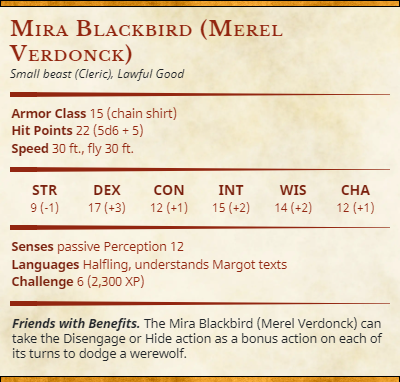 Mira Blackbird (Merel
Verdonck)
Small beast (Cleric), Lawful Good
Armor Class 15 (chain shirt)
Hit Points 22 (5d6 + 5)
Speed 30 ft., fly 30 ft.
STR DEX CON INT WIS CHA
9 (-1) 17 (+3) 12 (+1) 15 (+2) 14 (+2) 12 (+1)
Senses passive Perception 12
Languages Halfling, understands Margot texts
Challenge 6 (2,300 XP)
Friends with Benefits. The Mira Blackbird (Merel Verdonck) can
take the Disengage or Hide action as a bonus action on each of
its turns to dodge a werewolf.